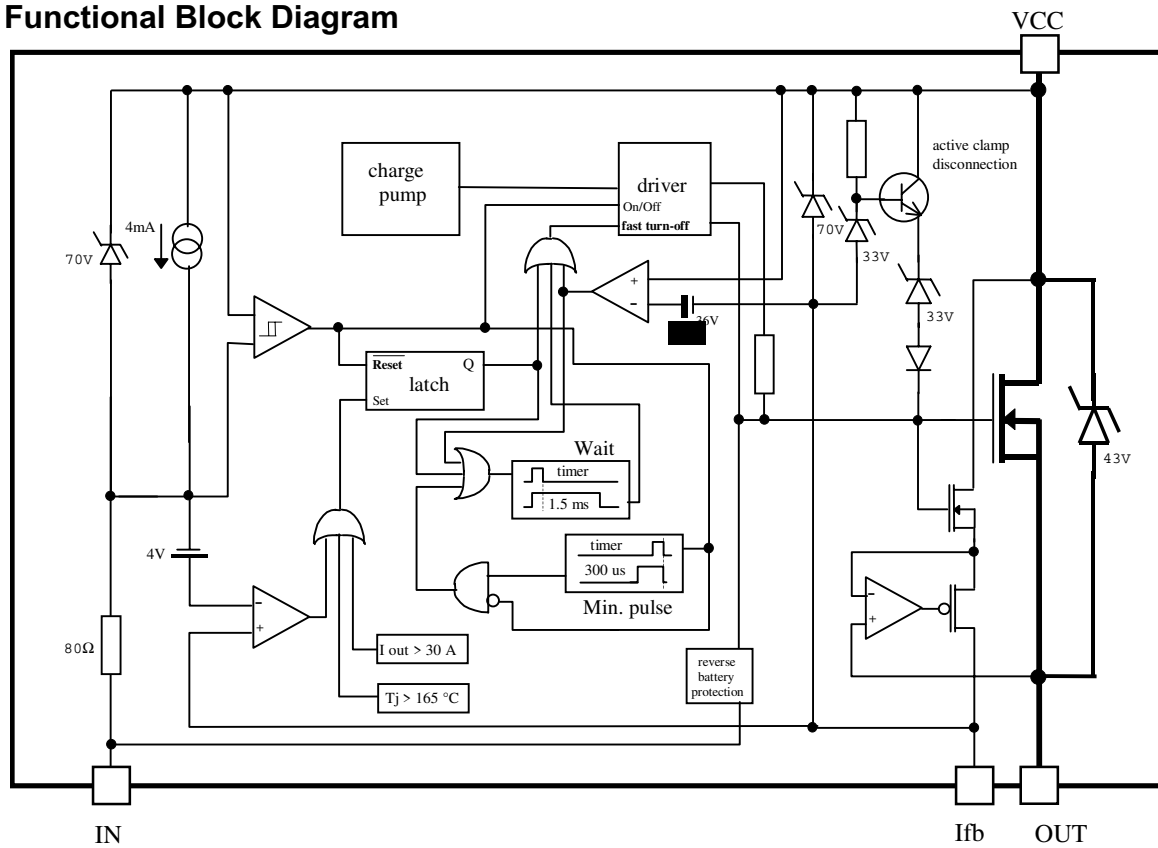 Functional Block Diagram
VCC
active clamp
disconnection
charge
pump
driver
On/Off
fast turn-off
4mA
70V
70V
33V
33V
+
−
36V
Reset
Q
latch
Set
43V
Wait
timer
1.5 ms
4V
timer
300 us
Min. pulse
−
+
−
+
80Ω
I out > 30 A
Tj > 165 °C
reverse
battery
protection
IN
Ifb
OUT